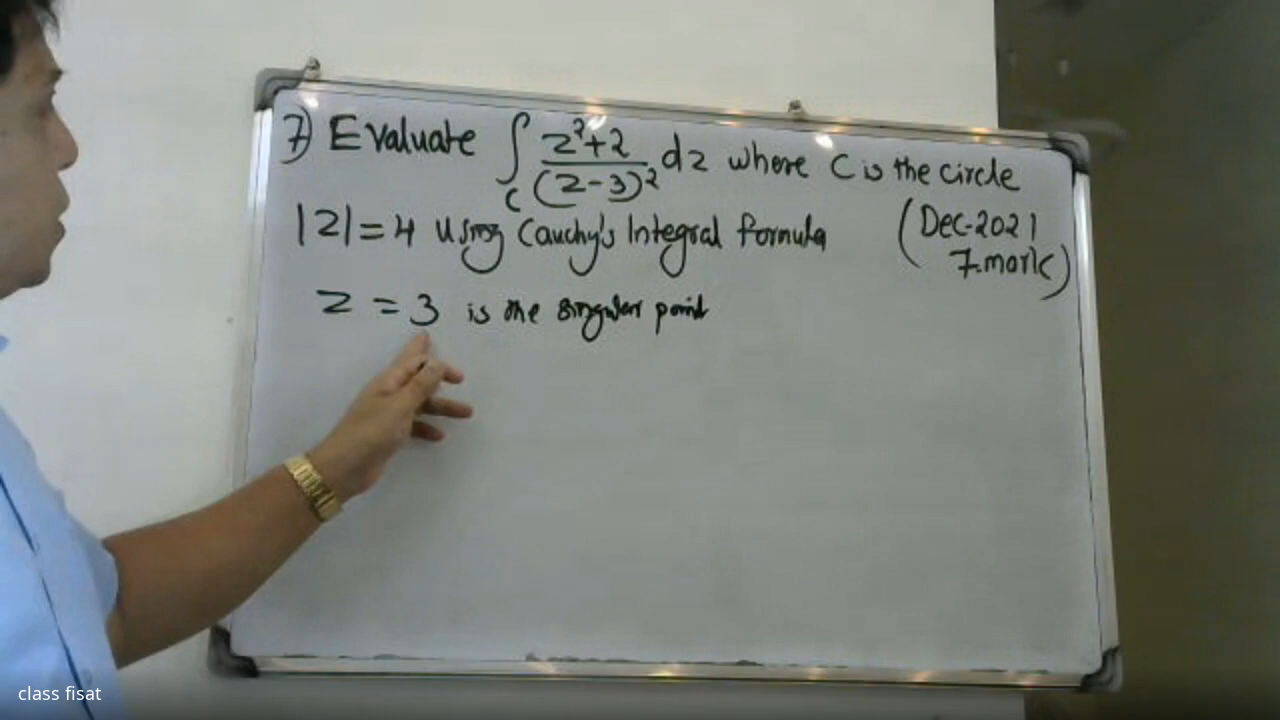 7) Evaluate ∫_C (z²+2)/(z-3)² dz where C is the circle
|z| = 4 Using Cauchy's Integral formula (Dec-2021
7.mark)
z = 3 is the singular point
class fisat